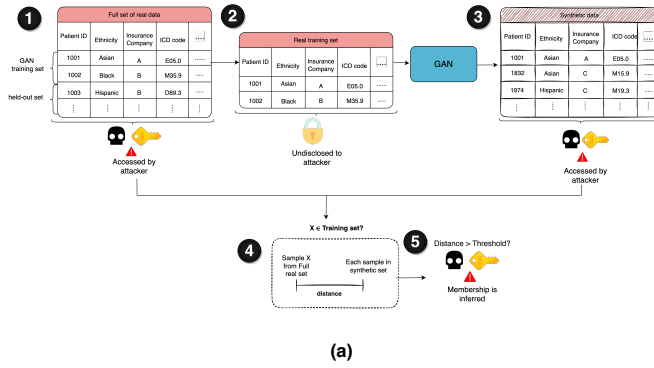 1
Full set of real data
Patient ID Ethnicity Insurance Company ICD code ....
1001 Asian A E05.0 ....
1002 Black B M35.9 ....
1003 Hispanic B D89.3 ....
⋮ ⋮ ⋮ ⋮
GAN training set
held-out set
Accessed by
attacker
2
Real training set
Patient ID Ethnicity Insurance Company ICD code ....
1001 Asian A E05.0 ....
1002 Black B M35.9 ....
Undisclosed to
attacker
GAN
3
Synthetic data
Patient ID Ethnicity Insurance Company ICD code ....
1001 Asian A E05.0 ....
1832 Asian C M15.9 ....
1974 Hispanic C M19.3 ....
⋮ ⋮ ⋮ ⋮
Accessed by
attacker
X ∈ Training set?
4
Sample X
from Full
real set
Each sample in
synthetic set
distance
5
Distance > Threshold?
Membership is
inferred
(a)